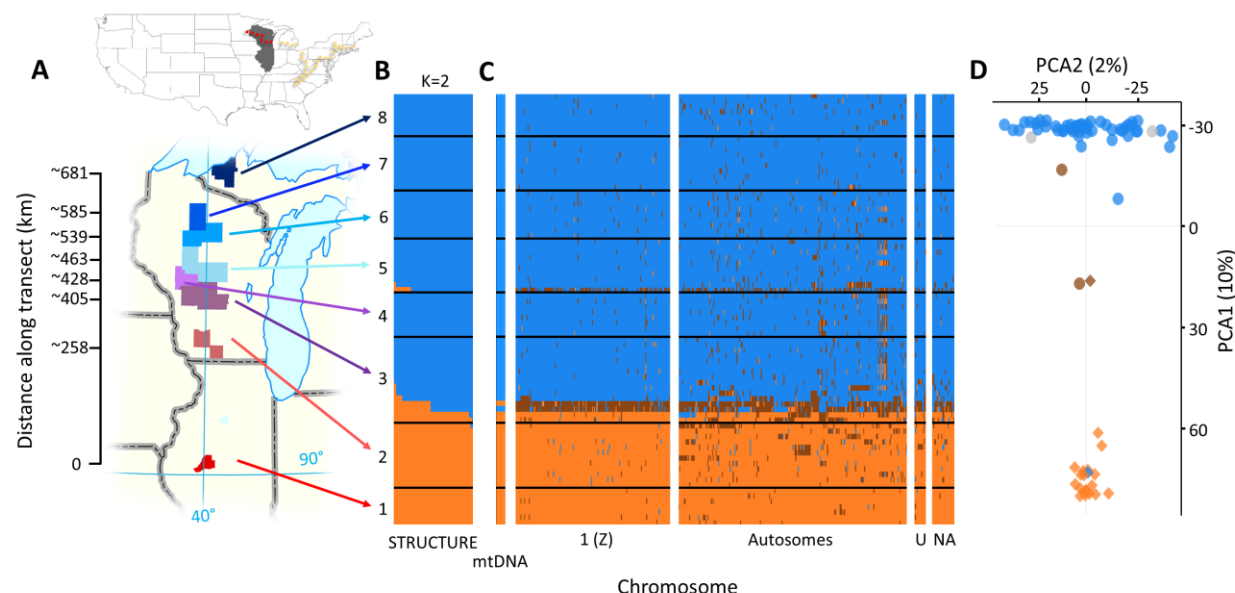 A
B
C
D
K=2
PCA2 (2%)
25
0
-25
-30
0
30
60
PCA1 (10%)
Distance along transect (km)
~681
~585
~539
~463
~428
~405
~258
0
90°
40°
8
7
6
5
4
3
2
1
STRUCTURE
mtDNA
1 (Z)
Autosomes
U
NA
Chromosome